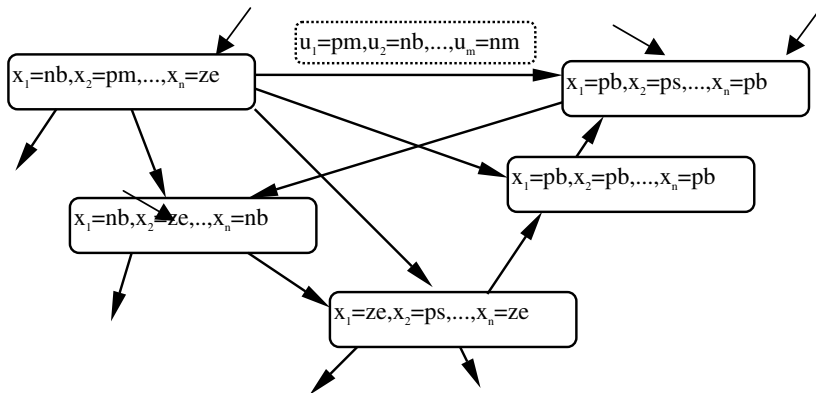 u₁=pm,u₂=nb,...,uₘ=nm
x₁=nb,x₂=pm,...,xₙ=ze
x₁=pb,x₂=ps,...,xₙ=pb
x₁=pb,x₂=pb,...,xₙ=pb
x₁=nb,x₂=ze,..,xₙ=nb
x₁=ze,x₂=ps,...,xₙ=ze